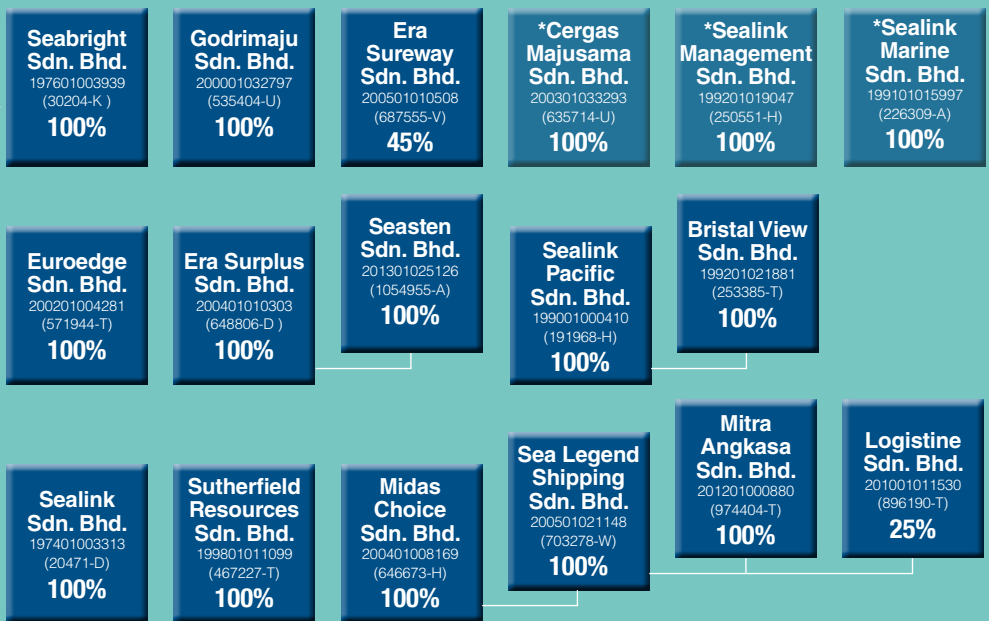 Seabright
Sdn. Bhd.
197601003939
(30204-K )
100%
Godrimaju
Sdn. Bhd.
200001032797
(535404-U)
100%
Era
Sureway
Sdn. Bhd.
200501010508
(687555-V)
45%
*Cergas
Majusama
Sdn. Bhd.
200301033293
(635714-U)
100%
*Sealink
Management
Sdn. Bhd.
199201019047
(250551-H)
100%
*Sealink
Marine
Sdn. Bhd.
199101015997
(226309-A)
100%
Euroedge
Sdn. Bhd.
200201004281
(571944-T)
100%
Era Surplus
Sdn. Bhd.
200401010303
(648806-D )
100%
Seasten
Sdn. Bhd.
201301025126
(1054955-A)
100%
Sealink
Pacific
Sdn. Bhd.
199001000410
(191968-H)
100%
Bristal View
Sdn. Bhd.
199201021881
(253385-T)
100%
Sealink
Sdn. Bhd.
197401003313
(20471-D)
100%
Sutherfield
Resources
Sdn. Bhd.
199801011099
(467227-T)
100%
Midas
Choice
Sdn. Bhd.
200401008169
(646673-H)
100%
Sea Legend
Shipping
Sdn. Bhd.
200501021148
(703278-W)
100%
Mitra
Angkasa
Sdn. Bhd.
201201000880
(974404-T)
100%
Logistine
Sdn. Bhd.
201001011530
(896190-T)
25%